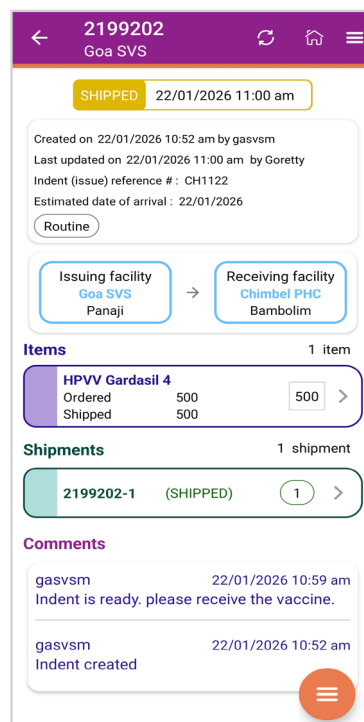 2199202
Goa SVS
SHIPPED 22/01/2026 11:00 am
Created on 22/01/2026 10:52 am by gasvsm
Last updated on 22/01/2026 11:00 am by Goretty
Indent (issue) reference # : CH1122
Estimated date of arrival : 22/01/2026
Routine
Issuing facility
Goa SVS
Panaji
Receiving facility
Chimbel PHC
Bambolim
Items 1 item
HPVV Gardasil 4
Ordered 500
Shipped 500
500
Shipments 1 shipment
2199202-1 (SHIPPED) 1
Comments
gasvsm 22/01/2026 10:59 am
Indent is ready. please receive the vaccine.
gasvsm 22/01/2026 10:52 am
Indent created